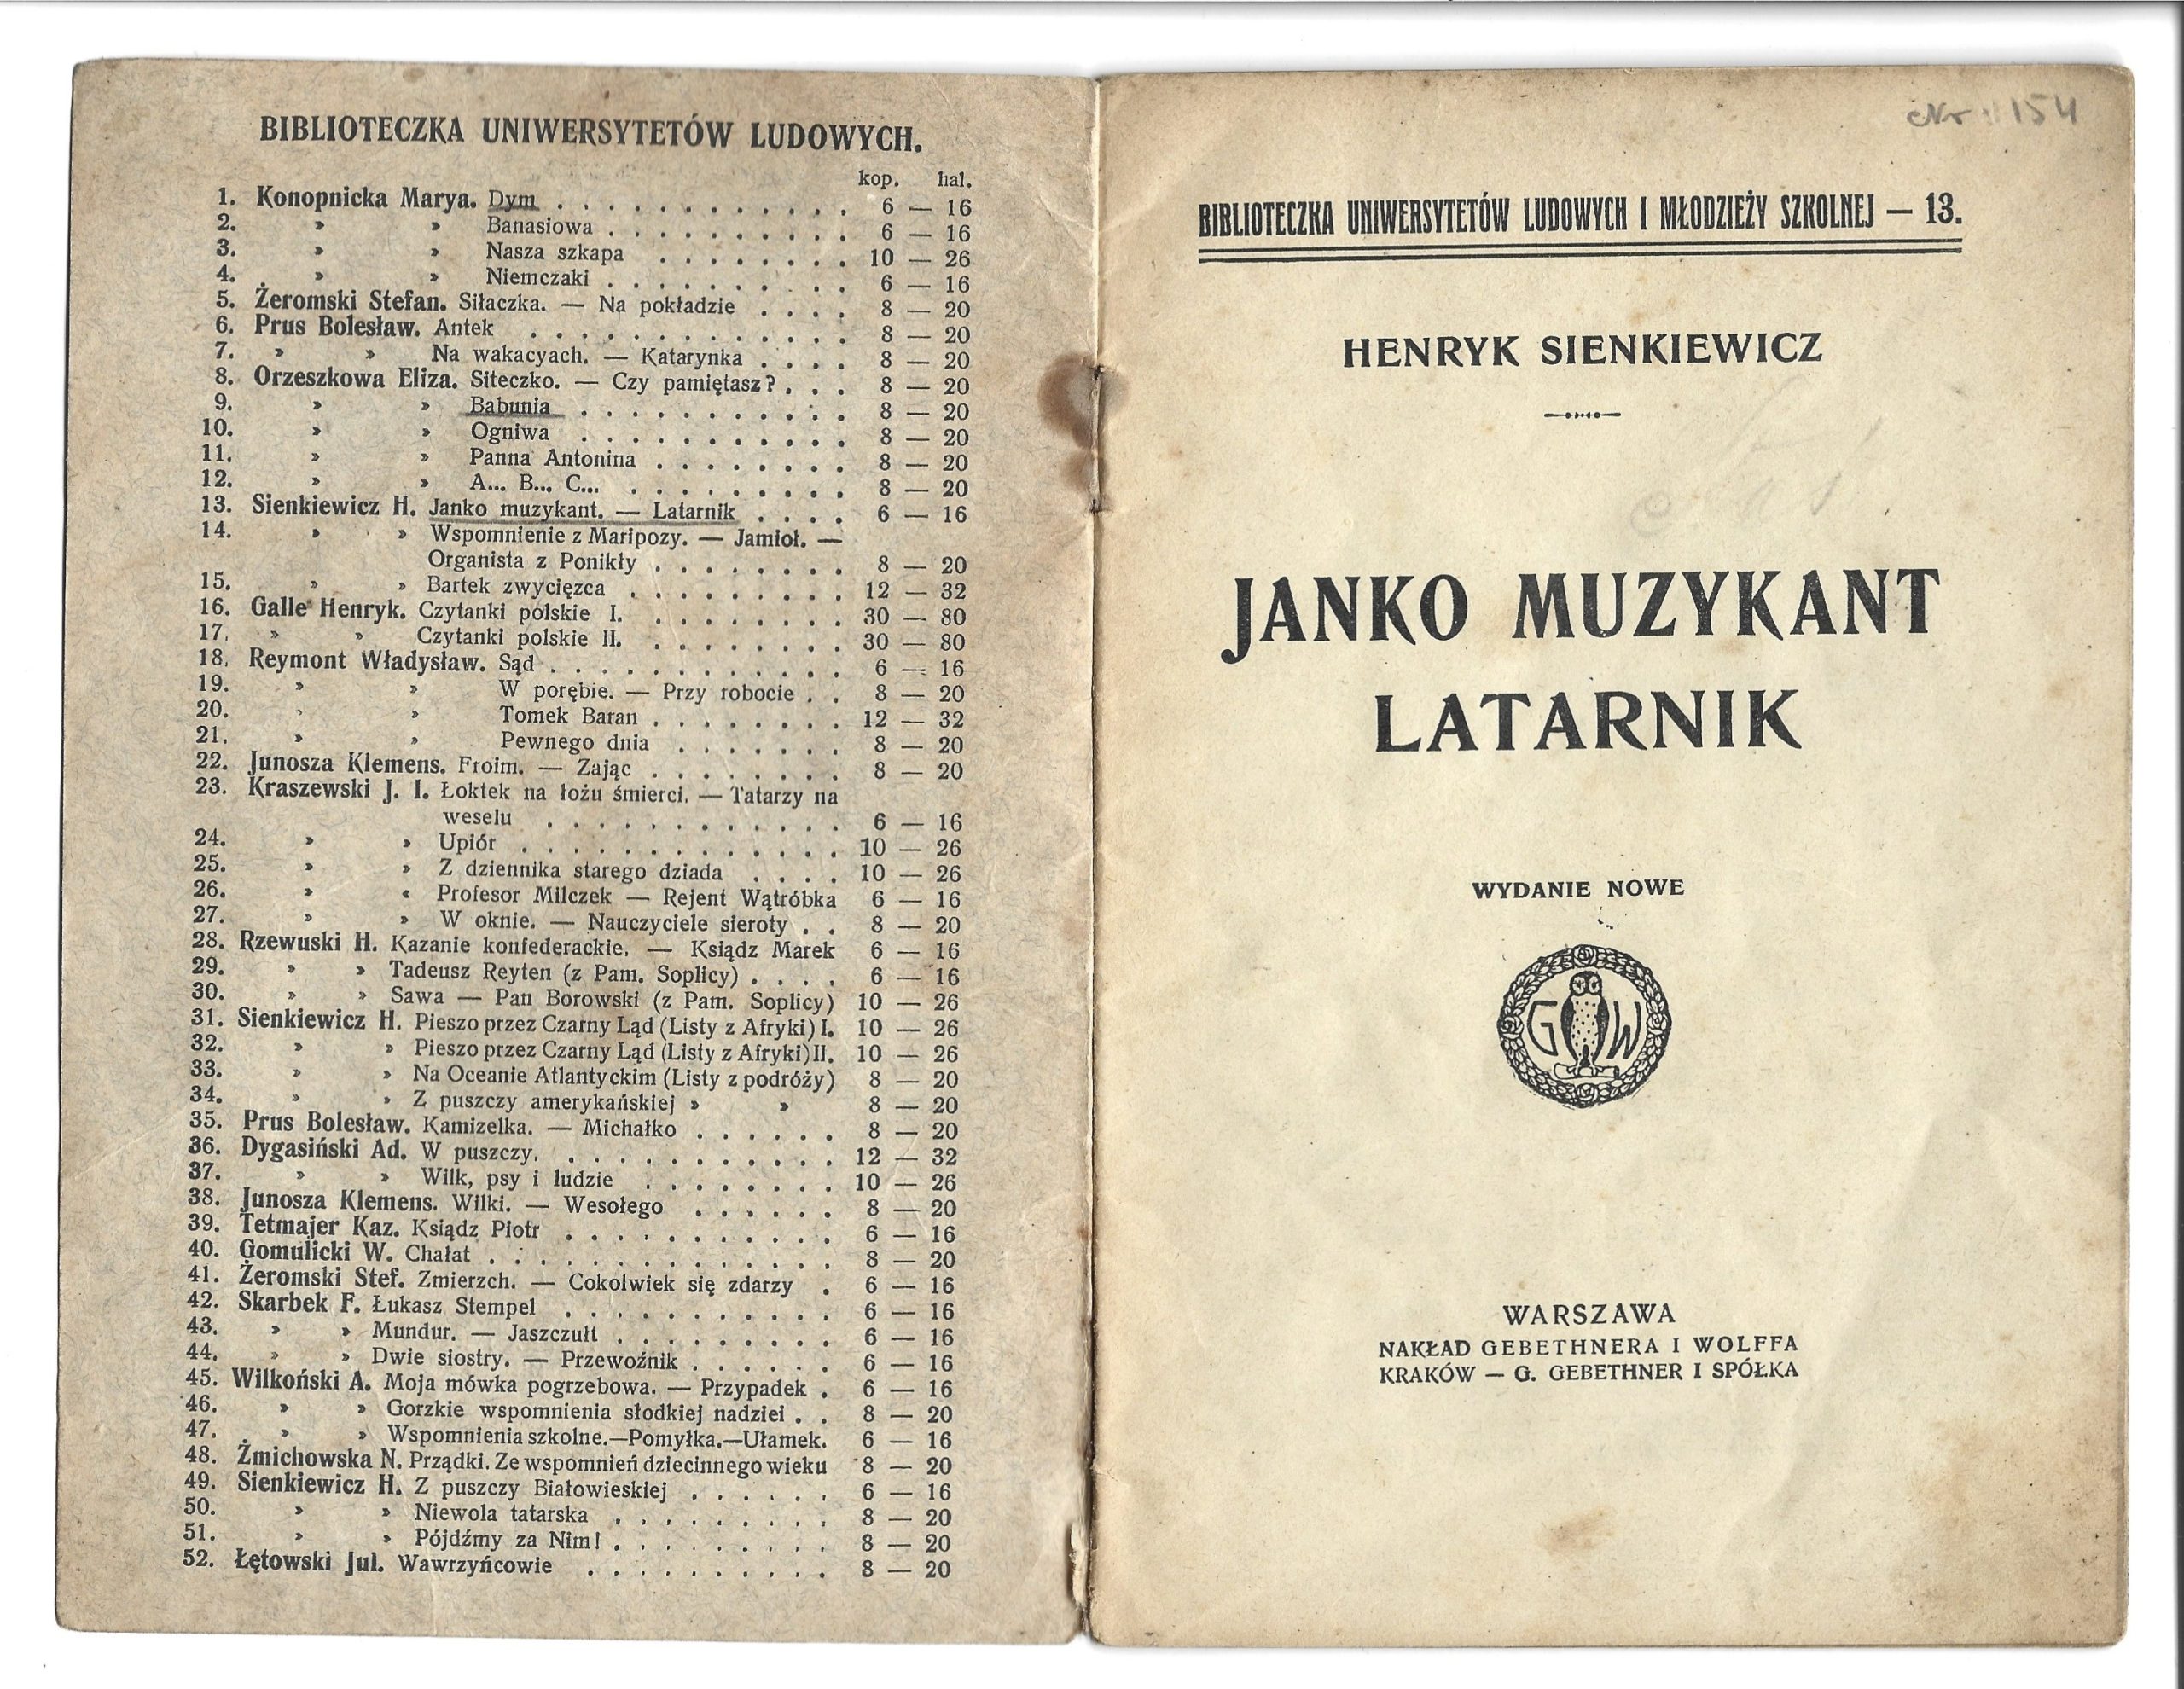 BIBLIOTECZKA UNIWERSYTETÓW LUDOWYCH.
kop. hal.
1. Konopnicka Marya. Dym . . . . . . . . . . . . 6 — 16
2. » » Banasiowa . . . . . . . . . . 6 — 16
3. » » Nasza szkapa . . . . . . . . 10 — 26
4. » » Niemczaki . . . . . . . . . . 6 — 16
5. Żeromski Stefan. Siłaczka. — Na pokładzie . . . . 8 — 20
6. Prus Bolesław. Antek . . . . . . . . . . . . . 8 — 20
7. » » Na wakacyach. — Katarynka . . . . 8 — 20
8. Orzeszkowa Eliza. Siteczko. — Czy pamiętasz? . . . 8 — 20
9. » » Babunia . . . . . . . . . . . 8 — 20
10. » » Ogniwa . . . . . . . . . . . 8 — 20
11. » » Panna Antonina . . . . . . . . 8 — 20
12. » » A... B... C... . . . . . . . . . 8 — 20
13. Sienkiewicz H. Janko muzykant. — Latarnik . . . . 6 — 16
14. » » Wspomnienie z Maripozy. — Jamioł. —
Organista z Ponikły . . . . . . . . 8 — 20
15. » » Bartek zwycięzca . . . . . . . . . 12 — 32
16. Galle Henryk. Czytanki polskie I. . . . . . . . . 30 — 80
17. » » Czytanki polskie II. . . . . . . . . 30 — 80
18. Reymont Władysław. Sąd . . . . . . . . . . . . 6 — 16
19. » » W porębie. — Przy robocie . . 8 — 20
20. » » Tomek Baran . . . . . . . . 12 — 32
21. » » Pewnego dnia . . . . . . . 8 — 20
22. Junosza Klemens. Froim. — Zając . . . . . . . . 8 — 20
23. Kraszewski J. I. Łoktek na łożu śmierci. — Tatarzy na
weselu . . . . . . . . . . . . 6 — 16
24. » » Upiór . . . . . . . . . . . . . 10 — 26
25. » » Z dziennika starego dziada . . . . 10 — 26
26. » « Profesor Milczek — Rejent Wątróbka 6 — 16
27. » » W oknie. — Nauczyciele sieroty . . 8 — 20
28. Rzewuski H. Kazanie konfederackie. — Ksiądz Marek 6 — 16
29. » » Tadeusz Reyten (z Pam. Soplicy) . . . . 6 — 16
30. » » Sawa — Pan Borowski (z Pam. Soplicy) 10 — 26
31. Sienkiewicz H. Pieszo przez Czarny Ląd (Listy z Afryki) I. 10 — 26
32. » » Pieszo przez Czarny Ląd (Listy z Afryki) II. 10 — 26
33. » » Na Oceanie Atlantyckim (Listy z podróży) 8 — 20
34. » » Z puszczy amerykańskiej » » 8 — 20
35. Prus Bolesław. Kamizelka. — Michałko . . . . . . 8 — 20
36. Dygasiński Ad. W puszczy. . . . . . . . . . . . 12 — 32
37. » » Wilk, psy i ludzie . . . . . . . . 10 — 26
38. Junosza Klemens. Wilki. — Wesołego . . . . . . 8 — 20
39. Tetmajer Kaz. Ksiądz Piotr . . . . . . . . . . . 6 — 16
40. Gomulicki W. Chałat . . . . . . . . . . . . . . 8 — 20
41. Żeromski Stef. Zmierzch. — Cokolwiek się zdarzy . 6 — 16
42. Skarbek F. Łukasz Stempel . . . . . . . . . . . 6 — 16
43. » » Mundur. — Jaszczułt . . . . . . . . . 6 — 16
44. » » Dwie siostry. — Przewoźnik . . . . . . 6 — 16
45. Wilkoński A. Moja mówka pogrzebowa. — Przypadek . 6 — 16
46. » » Gorzkie wspomnienia słodkiej nadziei . . 8 — 20
47. » » Wspomnienia szkolne.—Pomyłka.—Ułamek. 6 — 16
48. Żmichowska N. Prządki. Ze wspomnień dziecinnego wieku 8 — 20
49. Sienkiewicz H. Z puszczy Białowieskiej . . . . . . 6 — 16
50. » » Niewola tatarska . . . . . . . . . 8 — 20
51. » » Pójdźmy za Nim! . . . . . . . . . 8 — 20
52. Łętowski Jul. Wawrzyńcowie . . . . . . . . . . 8 — 20
Nr 154
BIBLIOTECZKA UNIWERSYTETÓW LUDOWYCH I MŁODZIEŻY SZKOLNEJ — 13.
HENRYK SIENKIEWICZ
JANKO MUZYKANT
LATARNIK
WYDANIE NOWE
G W
WARSZAWA
NAKŁAD GEBETHNERA I WOLFFA
KRAKÓW — G. GEBETHNER I SPÓŁKA